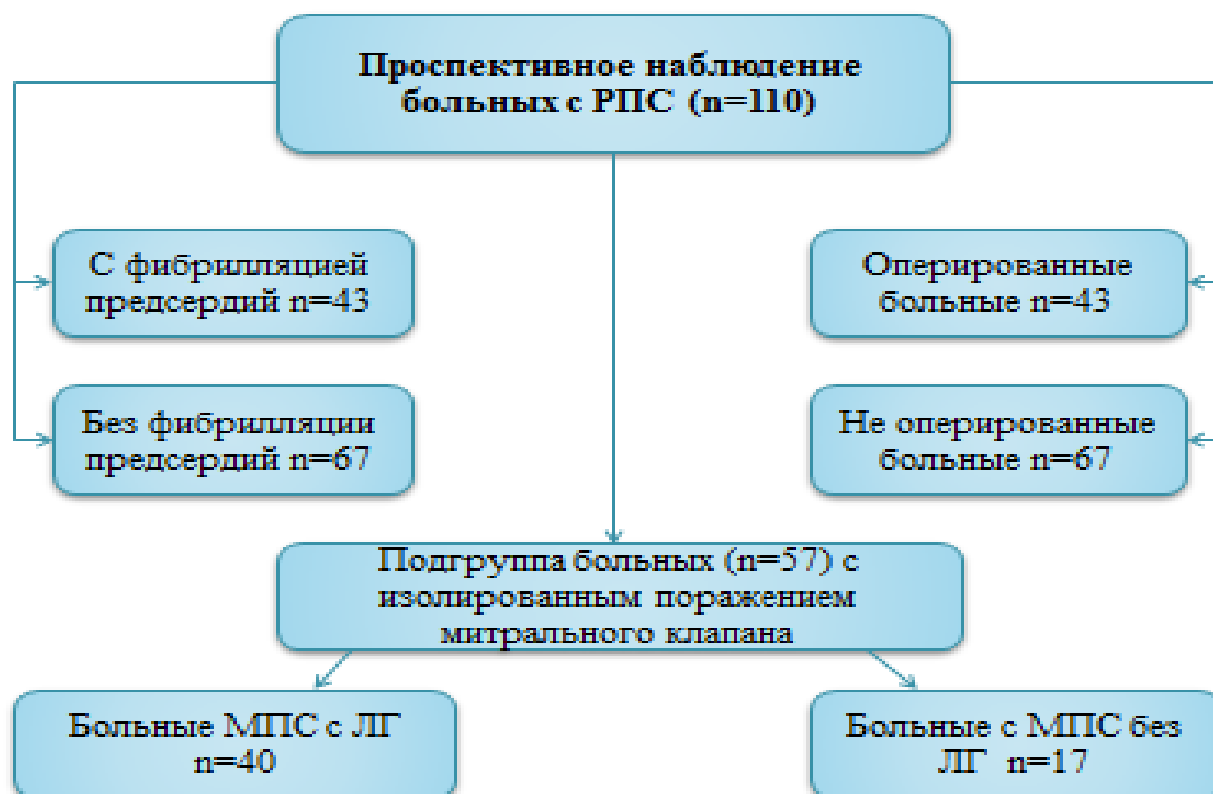 Проспективное наблюдение
больных с РПС (n=110)
С фибрилляцией
предсердий n=43
Оперированные
больные n=43
Без фибрилляции
предсердий n=67
Не оперированные
больные n=67
Подгруппа больных (n=57) с
изолированным поражением
митрального клапана
Больные МПС с ЛГ
n=40
Больные с МПС без
ЛГ n=17